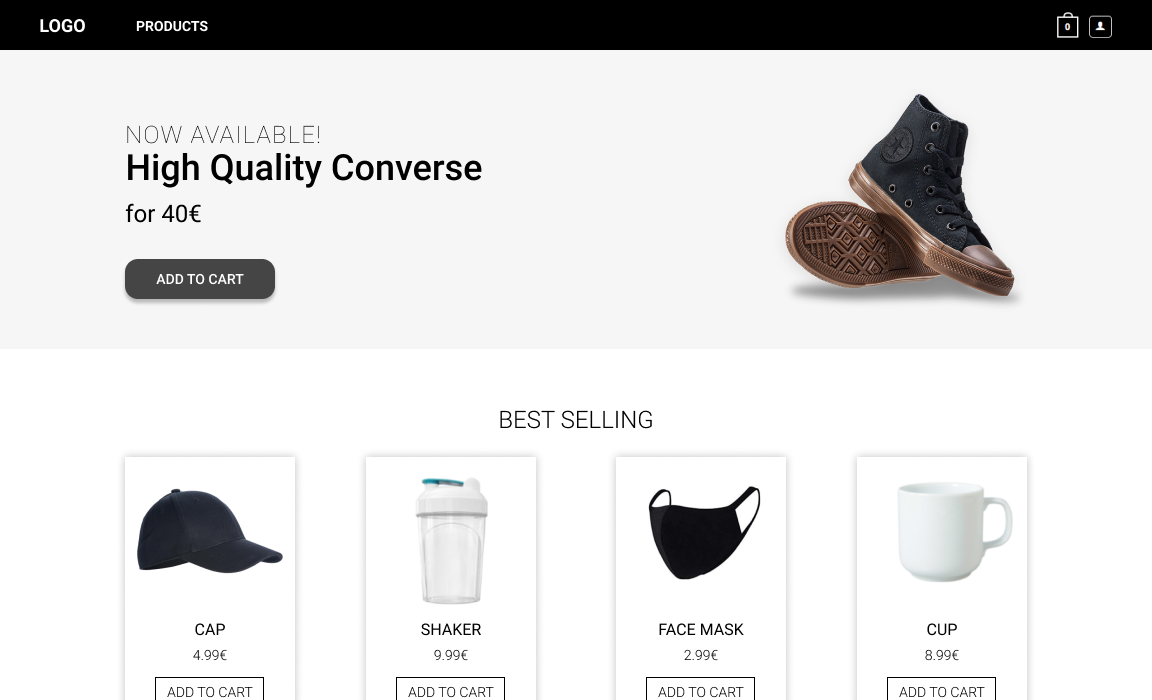 LOGO
PRODUCTS
0
NOW AVAILABLE!
High Quality Converse
for 40€
ADD TO CART
BEST SELLING
CAP
SHAKER
FACE MASK
CUP
4.99€
9.99€
2.99€
8.99€
ADD TO CART
ADD TO CART
ADD TO CART
ADD TO CART